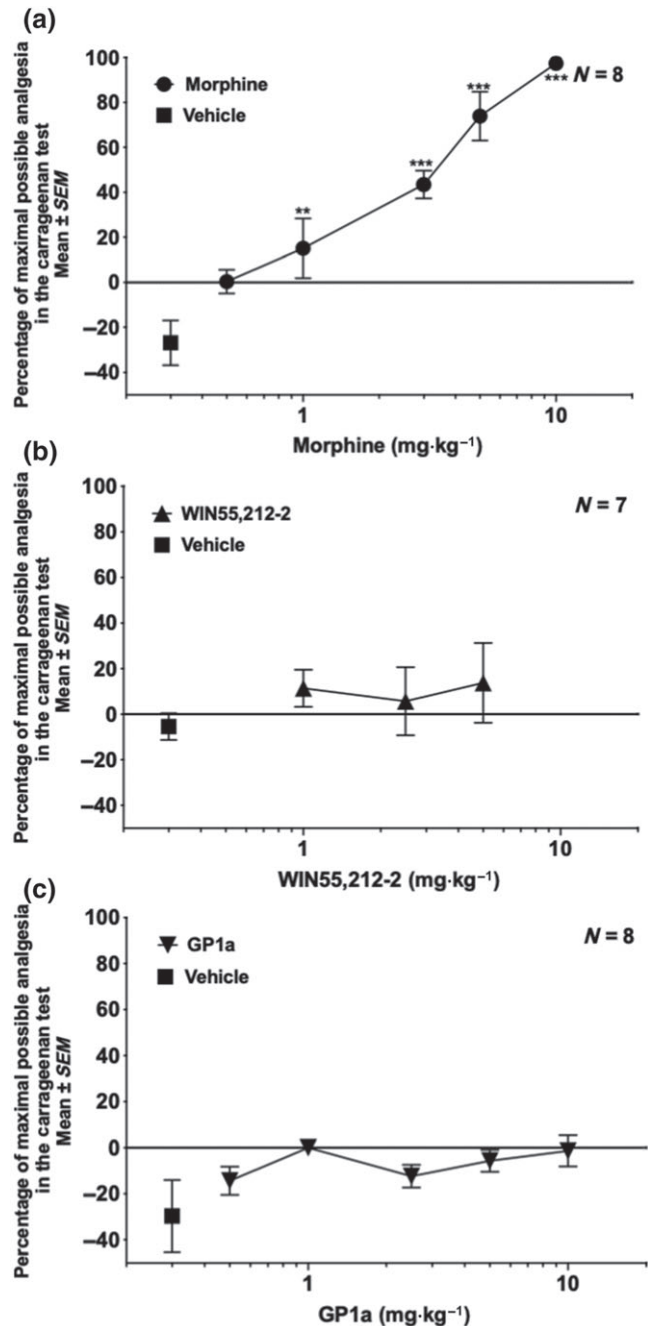 (a)
Percentage of maximal possible analgesia
in the carrageenan test
Mean ± SEM
100
80
60
40
20
0
−20
−40
Morphine
Vehicle
N = 8
**
***
***
***
1
10
Morphine (mg·kg⁻¹)
(b)
Percentage of maximal possible analgesia
in the carrageenan test
Mean ± SEM
100
80
60
40
20
0
−20
−40
WIN55,212-2
Vehicle
N = 7
1
10
WIN55,212-2 (mg·kg⁻¹)
(c)
Percentage of maximal possible analgesia
in the carrageenan test
Mean ± SEM
100
80
60
40
20
0
−20
−40
GP1a
Vehicle
N = 8
1
10
GP1a (mg·kg⁻¹)